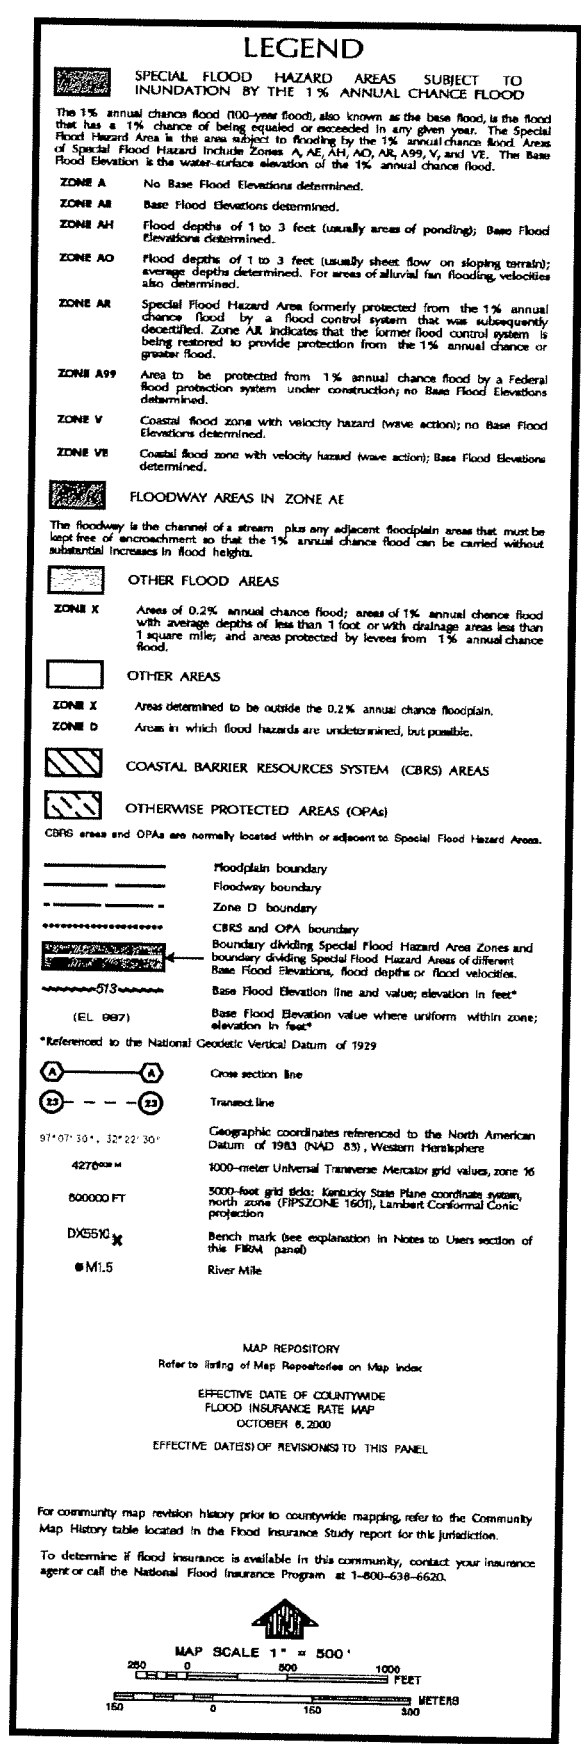 LEGEND
SPECIAL FLOOD HAZARD AREAS SUBJECT TO
INUNDATION BY THE 1% ANNUAL CHANCE FLOOD
The 1% annual chance flood (100-year flood), also known as the base flood, is the flood
that has a 1% chance of being equaled or exceeded in any given year. The Special
Flood Hazard Area is the area subject to flooding by the 1% annual chance flood. Areas
of Special Flood Hazard include Zones A, AE, AH, AO, AR, A99, V, and VE. The Base
Flood Elevation is the water-surface elevation of the 1% annual chance flood.
ZONE A No Base Flood Elevations determined.
ZONE AE Base Flood Elevations determined.
ZONE AH Flood depths of 1 to 3 feet (usually areas of ponding); Base Flood
Elevations determined.
ZONE AO Flood depths of 1 to 3 feet (usually sheet flow on sloping terrain);
average depths determined. For areas of alluvial fan flooding, velocities
also determined.
ZONE AR Special Flood Hazard Area formerly protected from the 1% annual
chance flood by a flood control system that was subsequently
decertified. Zone AR indicates that the former flood control system is
being restored to provide protection from the 1% annual chance or
greater flood.
ZONE A99 Area to be protected from 1% annual chance flood by a Federal
flood protection system under construction; no Base Flood Elevations
determined.
ZONE V Coastal flood zone with velocity hazard (wave action); no Base Flood
Elevations determined.
ZONE VE Coastal flood zone with velocity hazard (wave action); Base Flood Elevations
determined.
FLOODWAY AREAS IN ZONE AE
The floodway is the channel of a stream plus any adjacent floodplain areas that must be
kept free of encroachment so that the 1% annual chance flood can be carried without
substantial increases in flood heights.
OTHER FLOOD AREAS
ZONE X Areas of 0.2% annual chance flood; areas of 1% annual chance flood
with average depths of less than 1 foot or with drainage areas less than
1 square mile; and areas protected by levees from 1% annual chance
flood.
OTHER AREAS
ZONE X Areas determined to be outside the 0.2% annual chance floodplain.
ZONE D Areas in which flood hazards are undetermined, but possible.
COASTAL BARRIER RESOURCES SYSTEM (CBRS) AREAS
OTHERWISE PROTECTED AREAS (OPAs)
CBRS areas and OPAs are normally located within or adjacent to Special Flood Hazard Areas.
Floodplain boundary
Floodway boundary
Zone D boundary
CBRS and OPA boundary
Boundary dividing Special Flood Hazard Area Zones and
boundary dividing Special Flood Hazard Areas of different
Base Flood Elevations, flood depths or flood velocities.
513 Base Flood Elevation line and value; elevation in feet*
(EL 987) Base Flood Elevation value where uniform within zone;
elevation in feet*
*Referenced to the National Geodetic Vertical Datum of 1929
A A Cross section line
23 23 Transect line
97°07'30", 32°22'30" Geographic coordinates referenced to the North American
Datum of 1983 (NAD 83), Western Hemisphere
4276000 M 1000-meter Universal Transverse Mercator grid values, zone 16
600000 FT 5000-foot grid ticks: Kentucky State Plane coordinate system,
north zone (FIPSZONE 1601), Lambert Conformal Conic
projection
DX5510 X Bench mark (see explanation in Notes to Users section of
this FIRM panel)
M1.5 River Mile
MAP REPOSITORY
Refer to listing of Map Repositories on Map Index
EFFECTIVE DATE OF COUNTYWIDE
FLOOD INSURANCE RATE MAP
OCTOBER 6, 2000
EFFECTIVE DATE(S) OF REVISION(S) TO THIS PANEL
For community map revision history prior to countywide mapping, refer to the Community
Map History table located in the Flood Insurance Study report for this jurisdiction.
To determine if flood insurance is available in this community, contact your insurance
agent or call the National Flood Insurance Program at 1-800-638-6620.
MAP SCALE 1" = 500'
250 0 500 1000
FEET
METERS
150 0 150 300